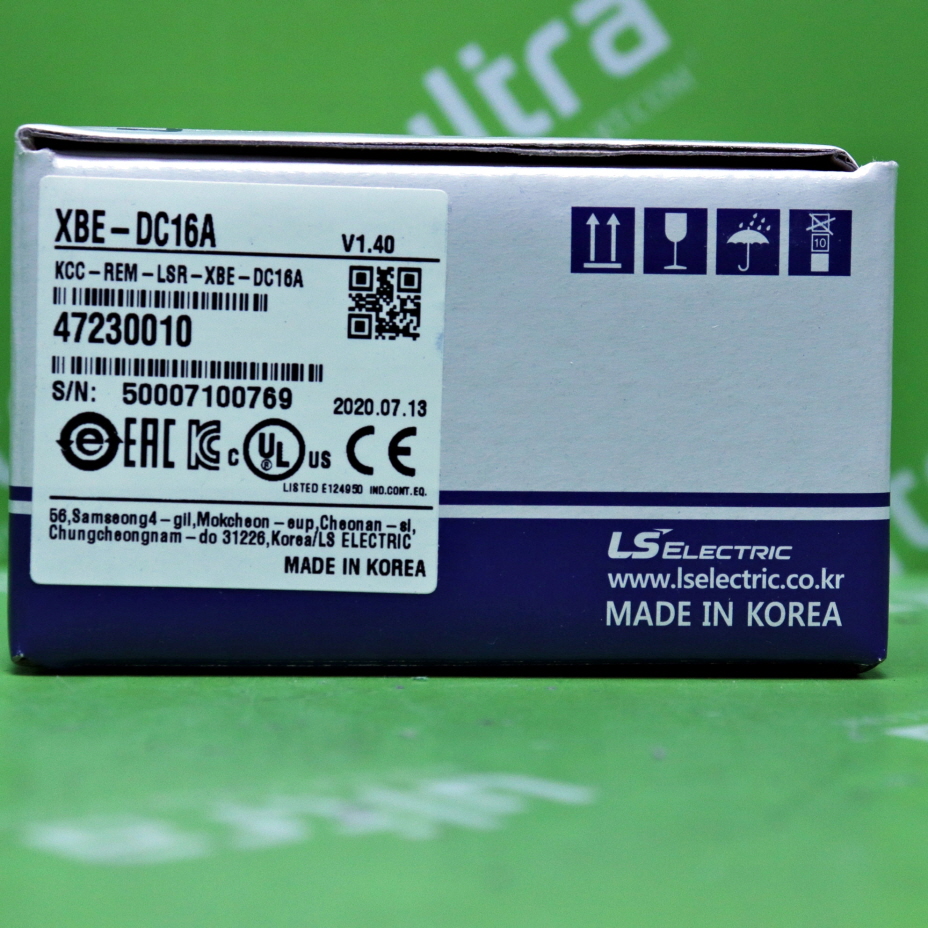 ultra
XBE-DC16A
V1.40
KCC-REM-LSR-XBE-DC16A
47230010
S/N: 50007100769
2020.07.13
e EAC KC c UL us CE
LISTED E124950 IND.CONT.EQ.
56,Samseong4-gil,Mokcheon-eup,Cheonan-si,
Chungcheongnam-do 31226,Korea/LS ELECTRIC
MADE IN KOREA
10
LS ELECTRIC
www.lselectric.co.kr
MADE IN KOREA